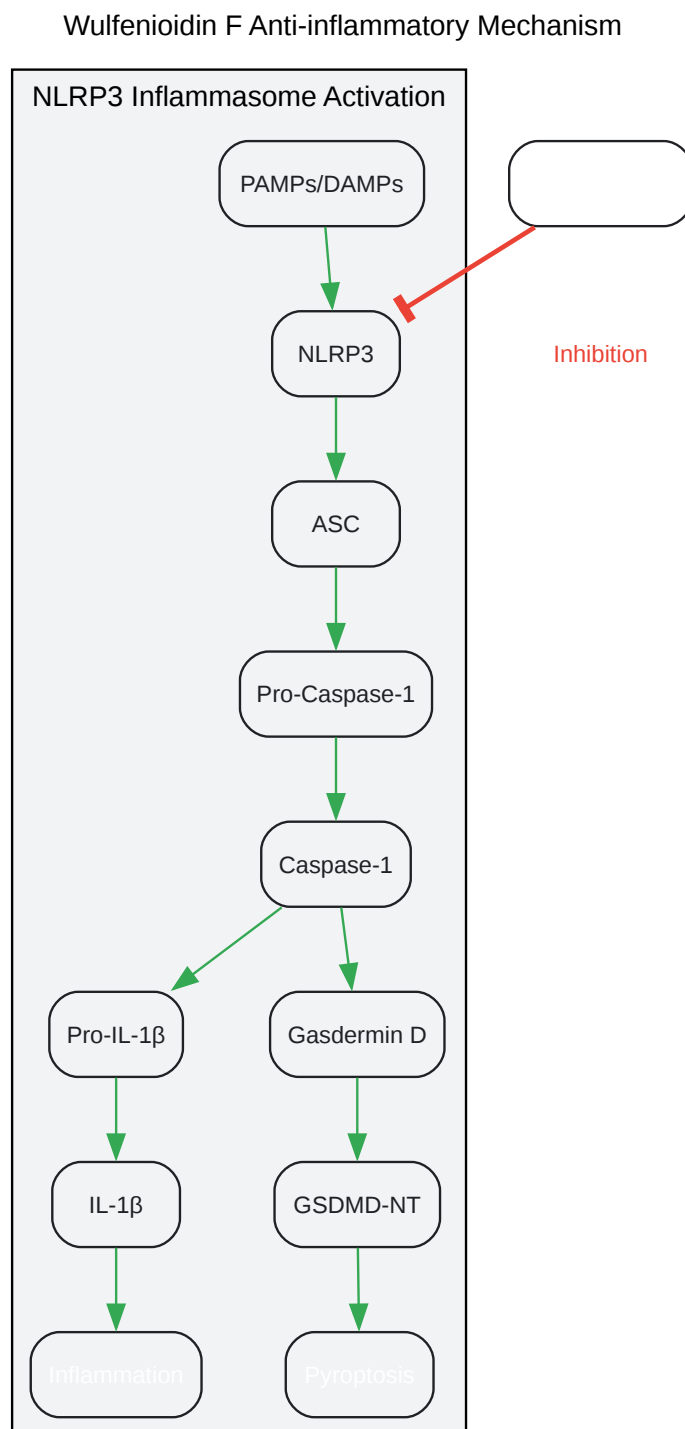 Wulfenioidin F Anti-inflammatory Mechanism
NLRP3 Inflammasome Activation
PAMPs/DAMPs
NLRP3
Inhibition
ASC
Pro-Caspase-1
Caspase-1
Pro-IL-1β
Gasdermin D
IL-1β
GSDMD-NT
Inflammation
Pyroptosis